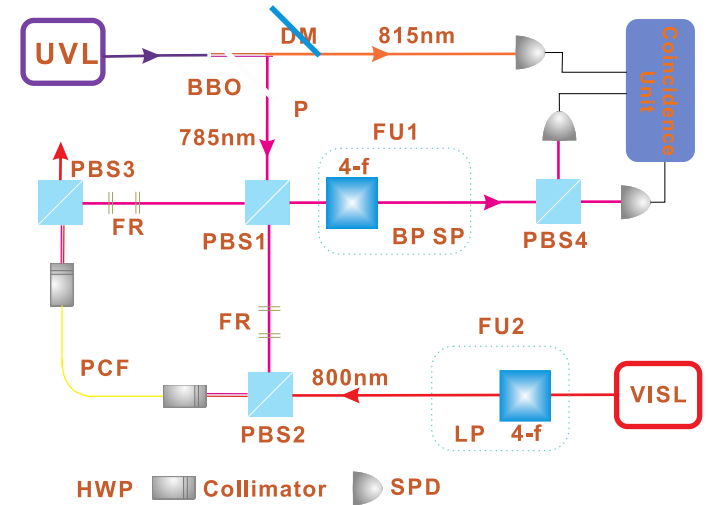 DM
815nm
UVL
BBO
Coincidence
Unit
P
785nm
FU1
4-f
PBS3
FR
PBS1
BP SP
PBS4
FR
FU2
PCF
800nm
VISL
PBS2
LP
4-f
HWP
Collimator
SPD